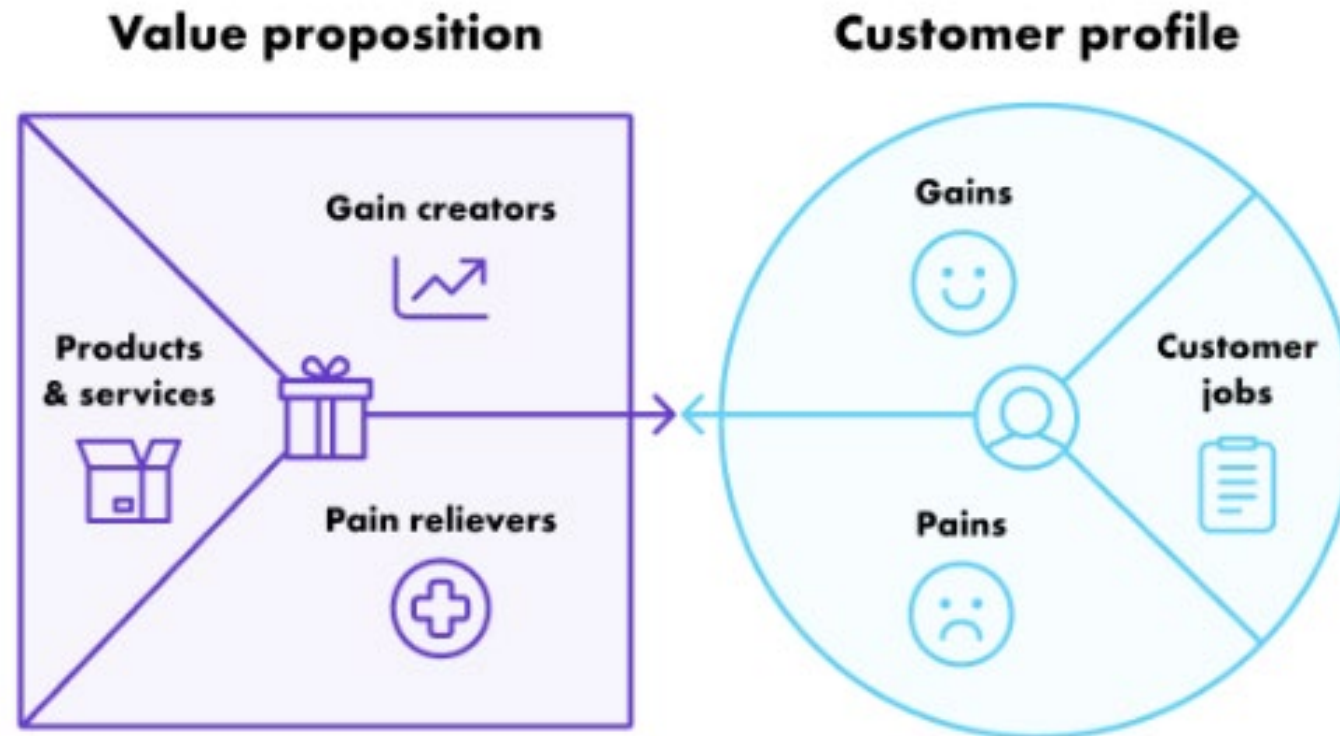 Value proposition
Customer profile
Gain creators
Products
& services
Pain relievers
Gains
Customer
jobs
Pains